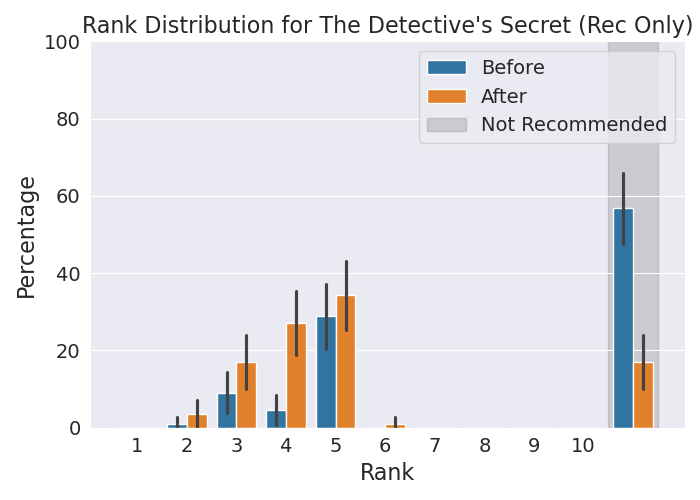 Rank Distribution for The Detective's Secret (Rec Only)
100
80
60
40
20
0
Percentage
Before
After
Not Recommended
1 2 3 4 5 6 7 8 9 10
Rank